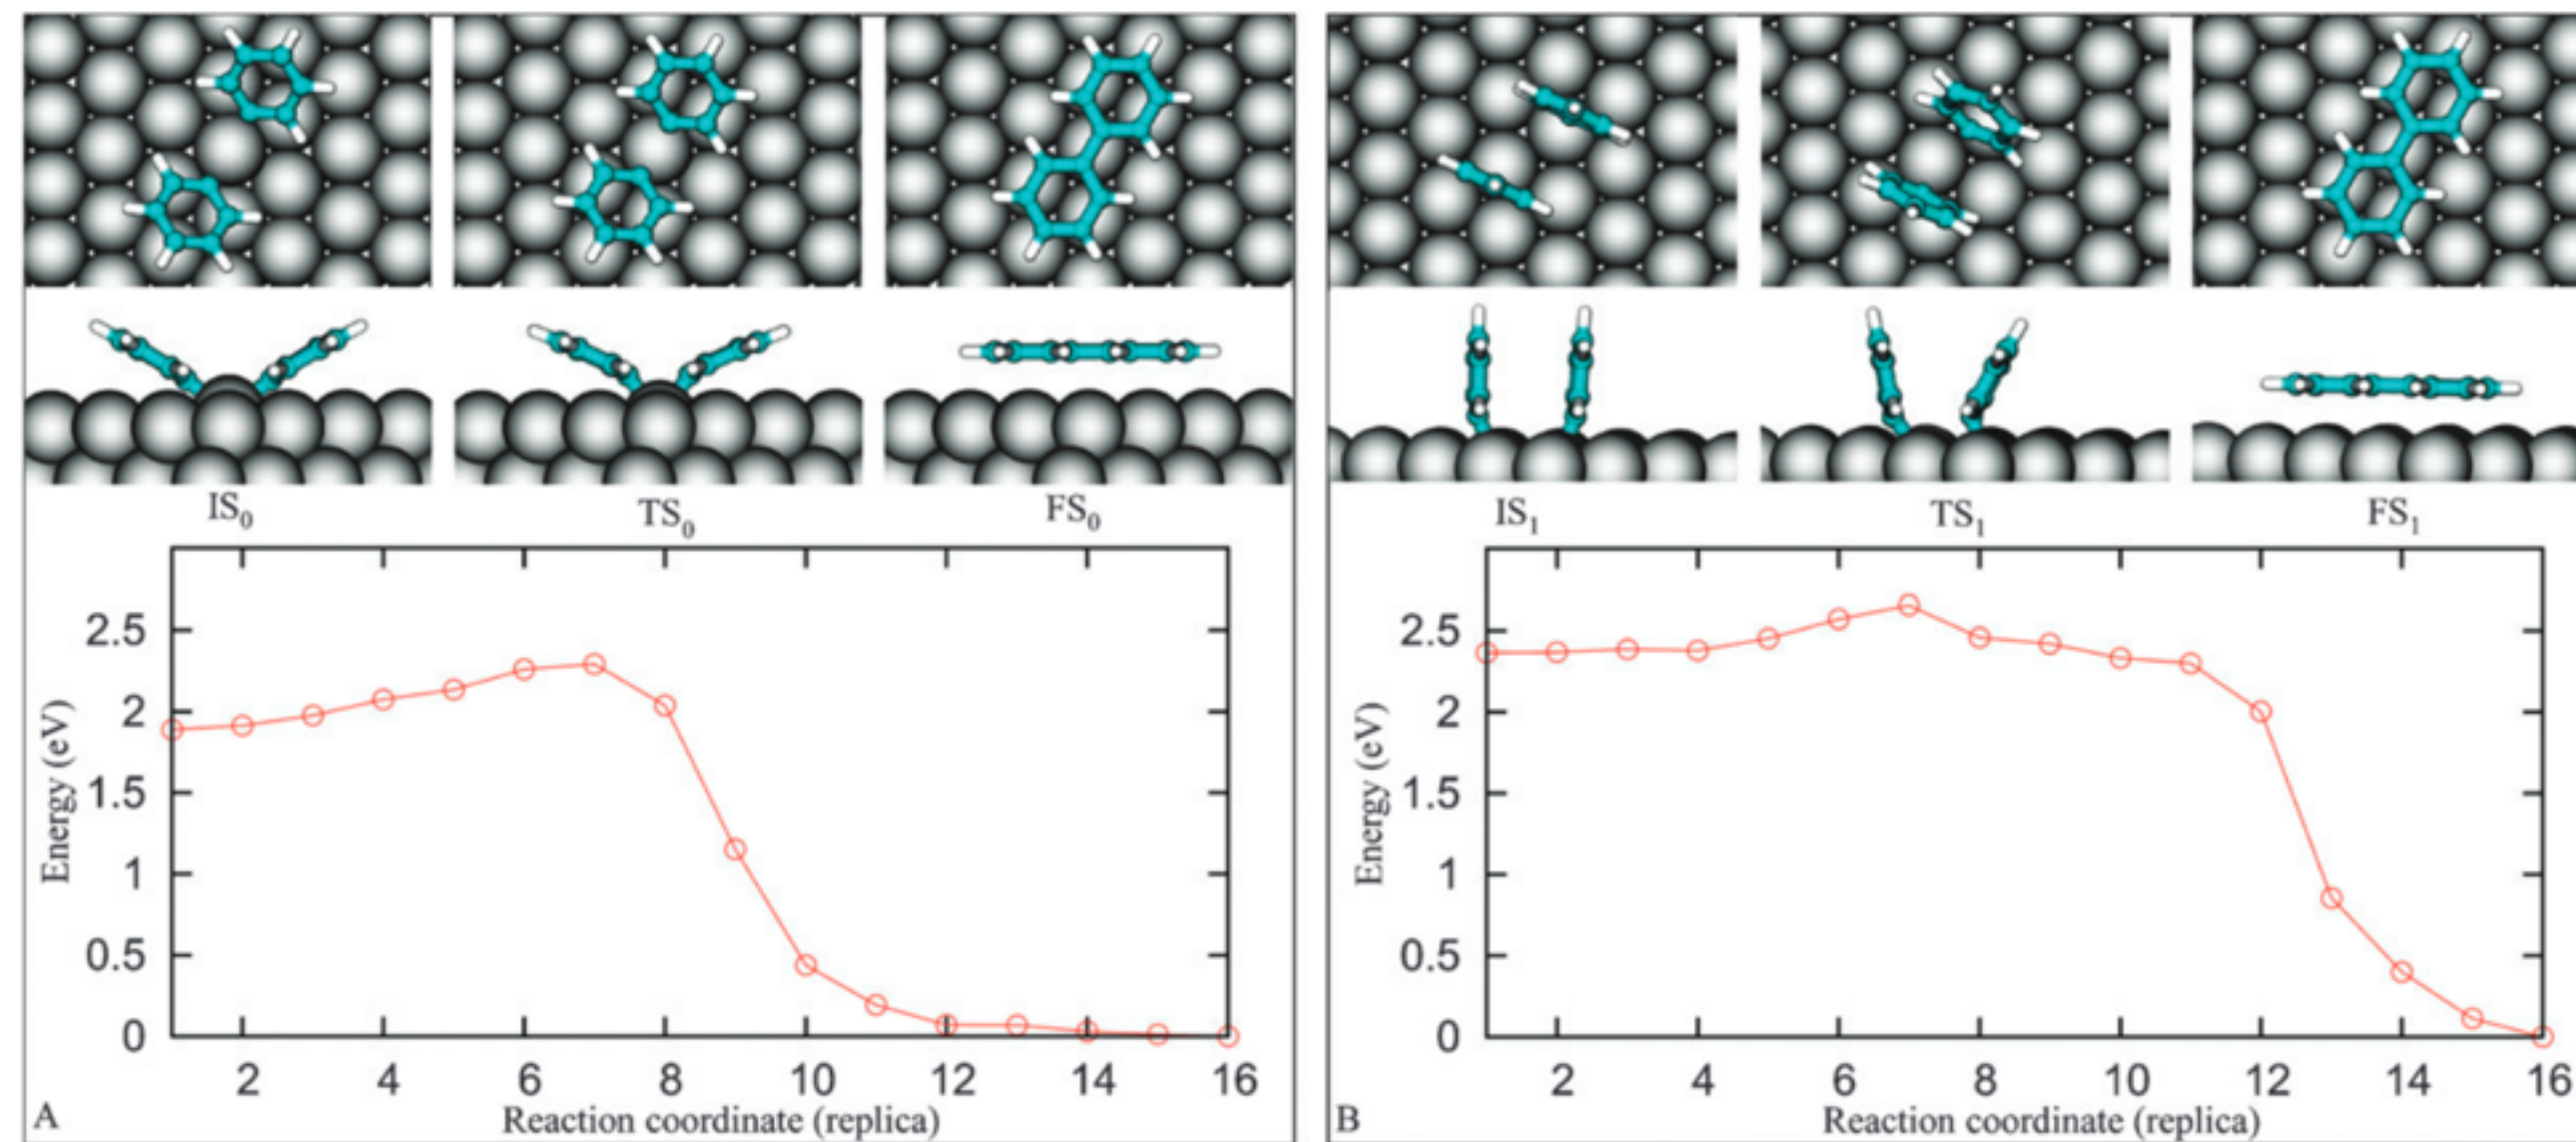 IS0
TS0
FS0
2.5
2
1.5
1
0.5
0
Energy (eV)
2 4 6 8 10 12 14 16
Reaction coordinate (replica)
A
IS1
TS1
FS1
2.5
2
1.5
1
0.5
0
Energy (eV)
2 4 6 8 10 12 14 16
Reaction coordinate (replica)
B